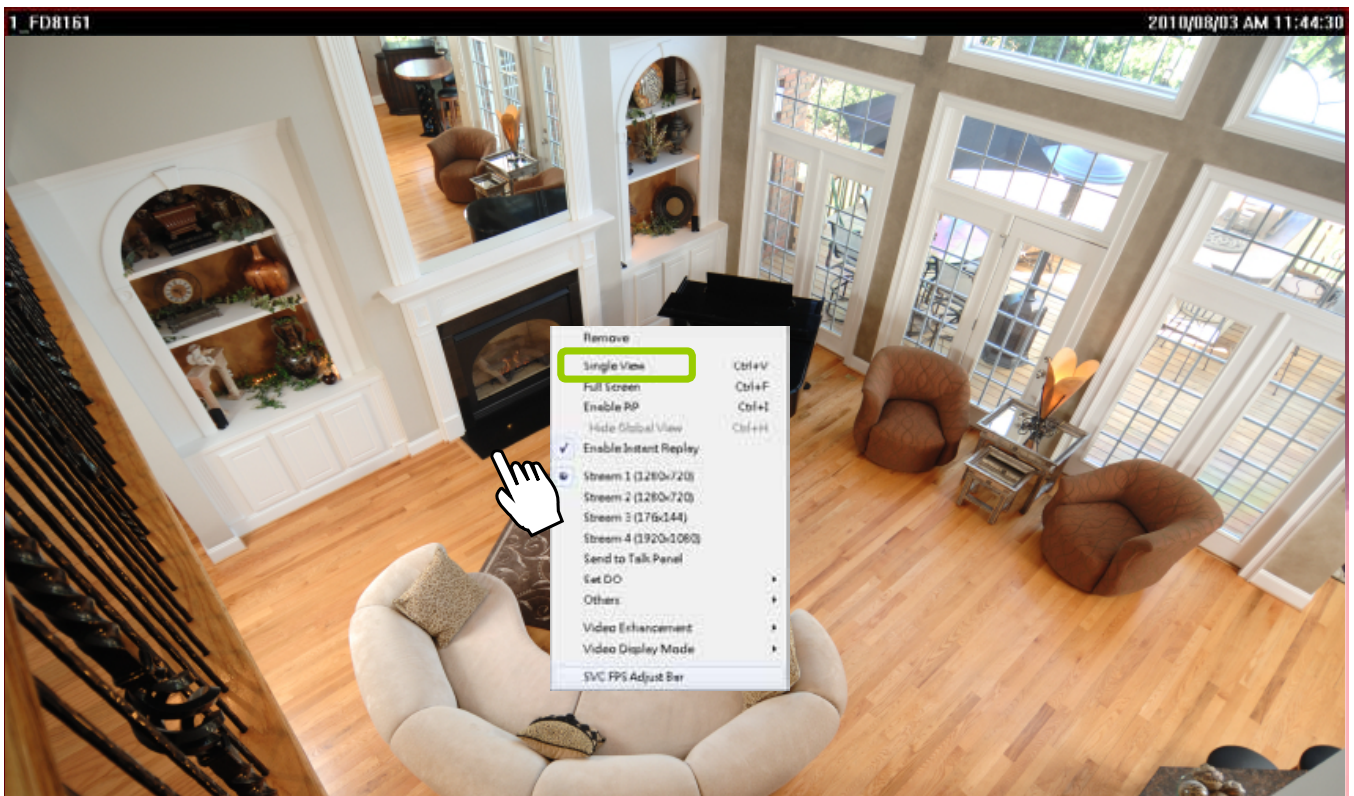 1_FD8161 2010/08/03 AM 11:44:30
Remove
Single View Ctrl+V
Full Screen Ctrl+F
Enable PiP Ctrl+I
Hide Global View Ctrl+H
Enable Instant Replay
Stream 1 (1280x720)
Stream 2 (1280x720)
Stream 3 (176x144)
Stream 4 (1920x1080)
Send to Talk Panel
Set DO
Others
Video Enhancement
Video Display Mode
SVC FPS Adjust Bar